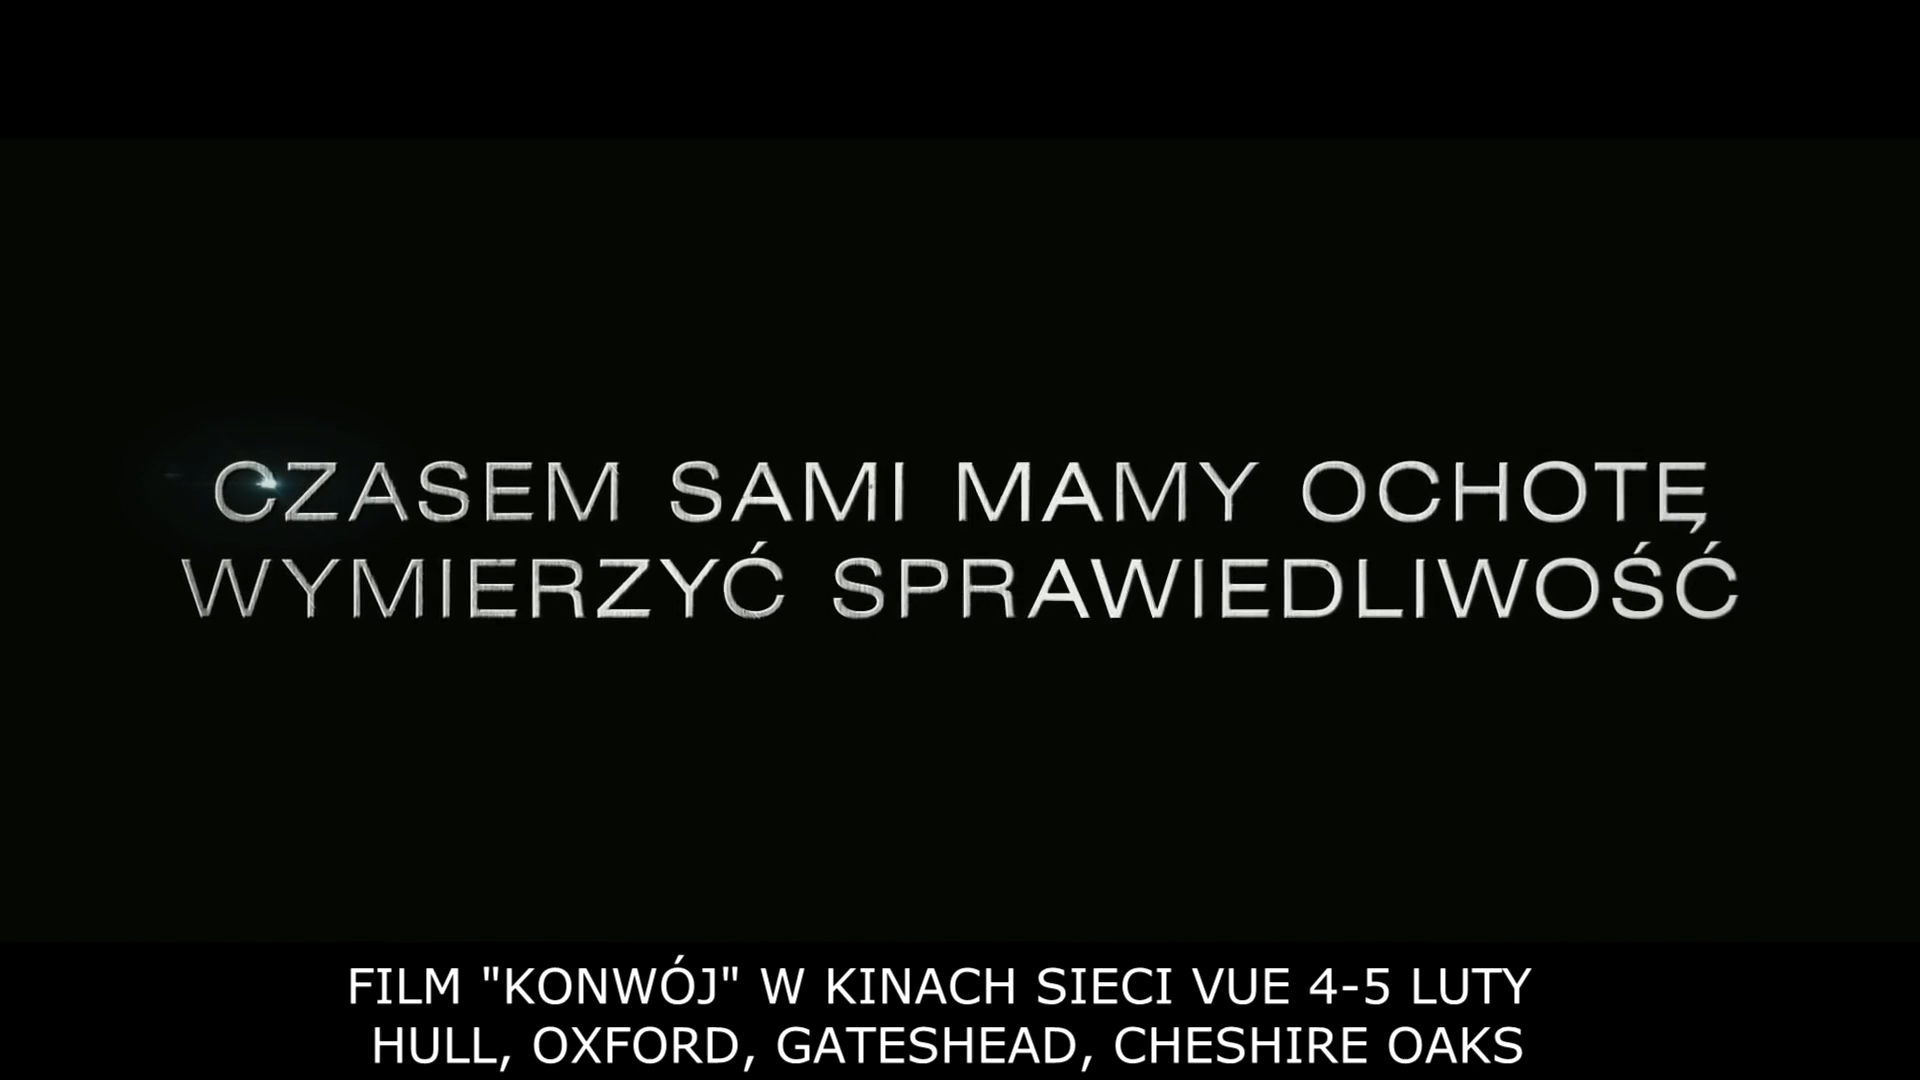 CZASEM SAMI MAMY OCHOTĘ
WYMIERZYĆ SPRAWIEDLIWOŚĆ
FILM "KONWÓJ" W KINACH SIECI VUE 4-5 LUTY
HULL, OXFORD, GATESHEAD, CHESHIRE OAKS